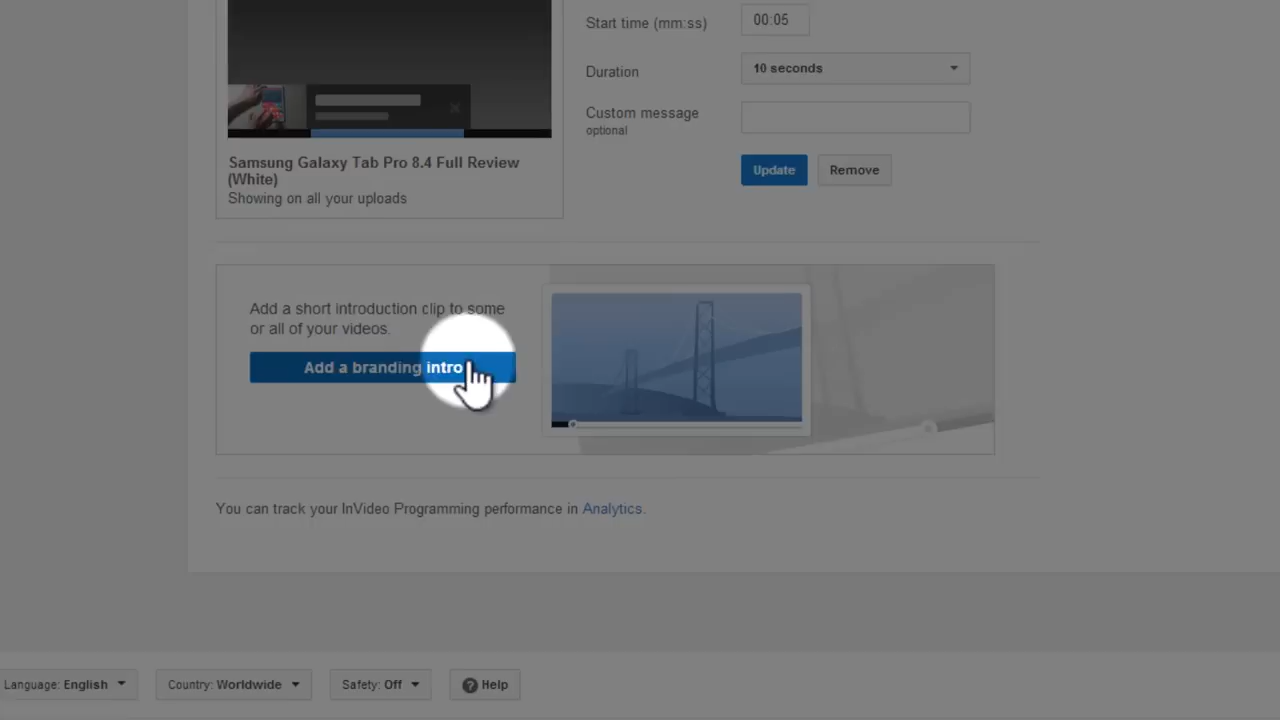 Start time (mm:ss)
00:05
Duration
10 seconds
Custom message
optional
Update
Remove
Samsung Galaxy Tab Pro 8.4 Full Review
(White)
Showing on all your uploads
Add a short introduction clip to some
or all of your videos.
Add a branding intro
You can track your InVideo Programming performance in Analytics.
Language: English
Country: Worldwide
Safety: Off
Help